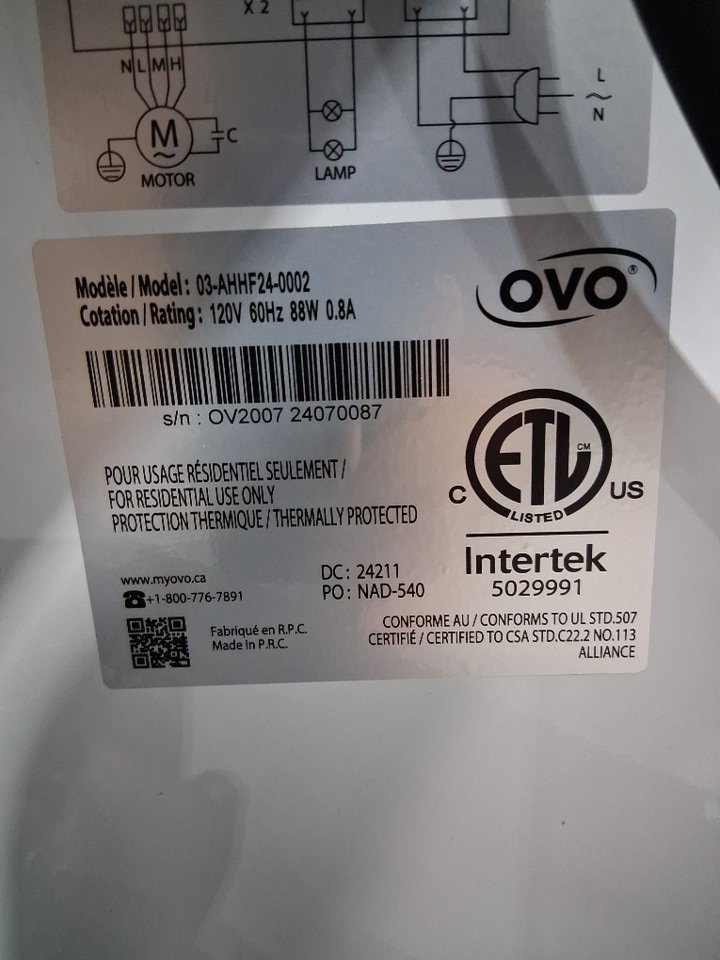 X 2
N L M H
L
N
M
C
MOTOR
LAMP
Modèle / Model : 03-AHHF24-0002
Cotation / Rating : 120V 60Hz 88W 0.8A
OVO®
s/n : OV2007 24070087
POUR USAGE RÉSIDENTIEL SEULEMENT /
FOR RESIDENTIAL USE ONLY
PROTECTION THERMIQUE / THERMALLY PROTECTED
ETL CM
C LISTED US
Intertek
5029991
www.myovo.ca
+1-800-776-7891
DC : 24211
PO : NAD-540
Fabriqué en R.P.C.
Made in P.R.C.
CONFORME AU / CONFORMS TO UL STD.507
CERTIFIÉ / CERTIFIED TO CSA STD.C22.2 NO.113
ALLIANCE